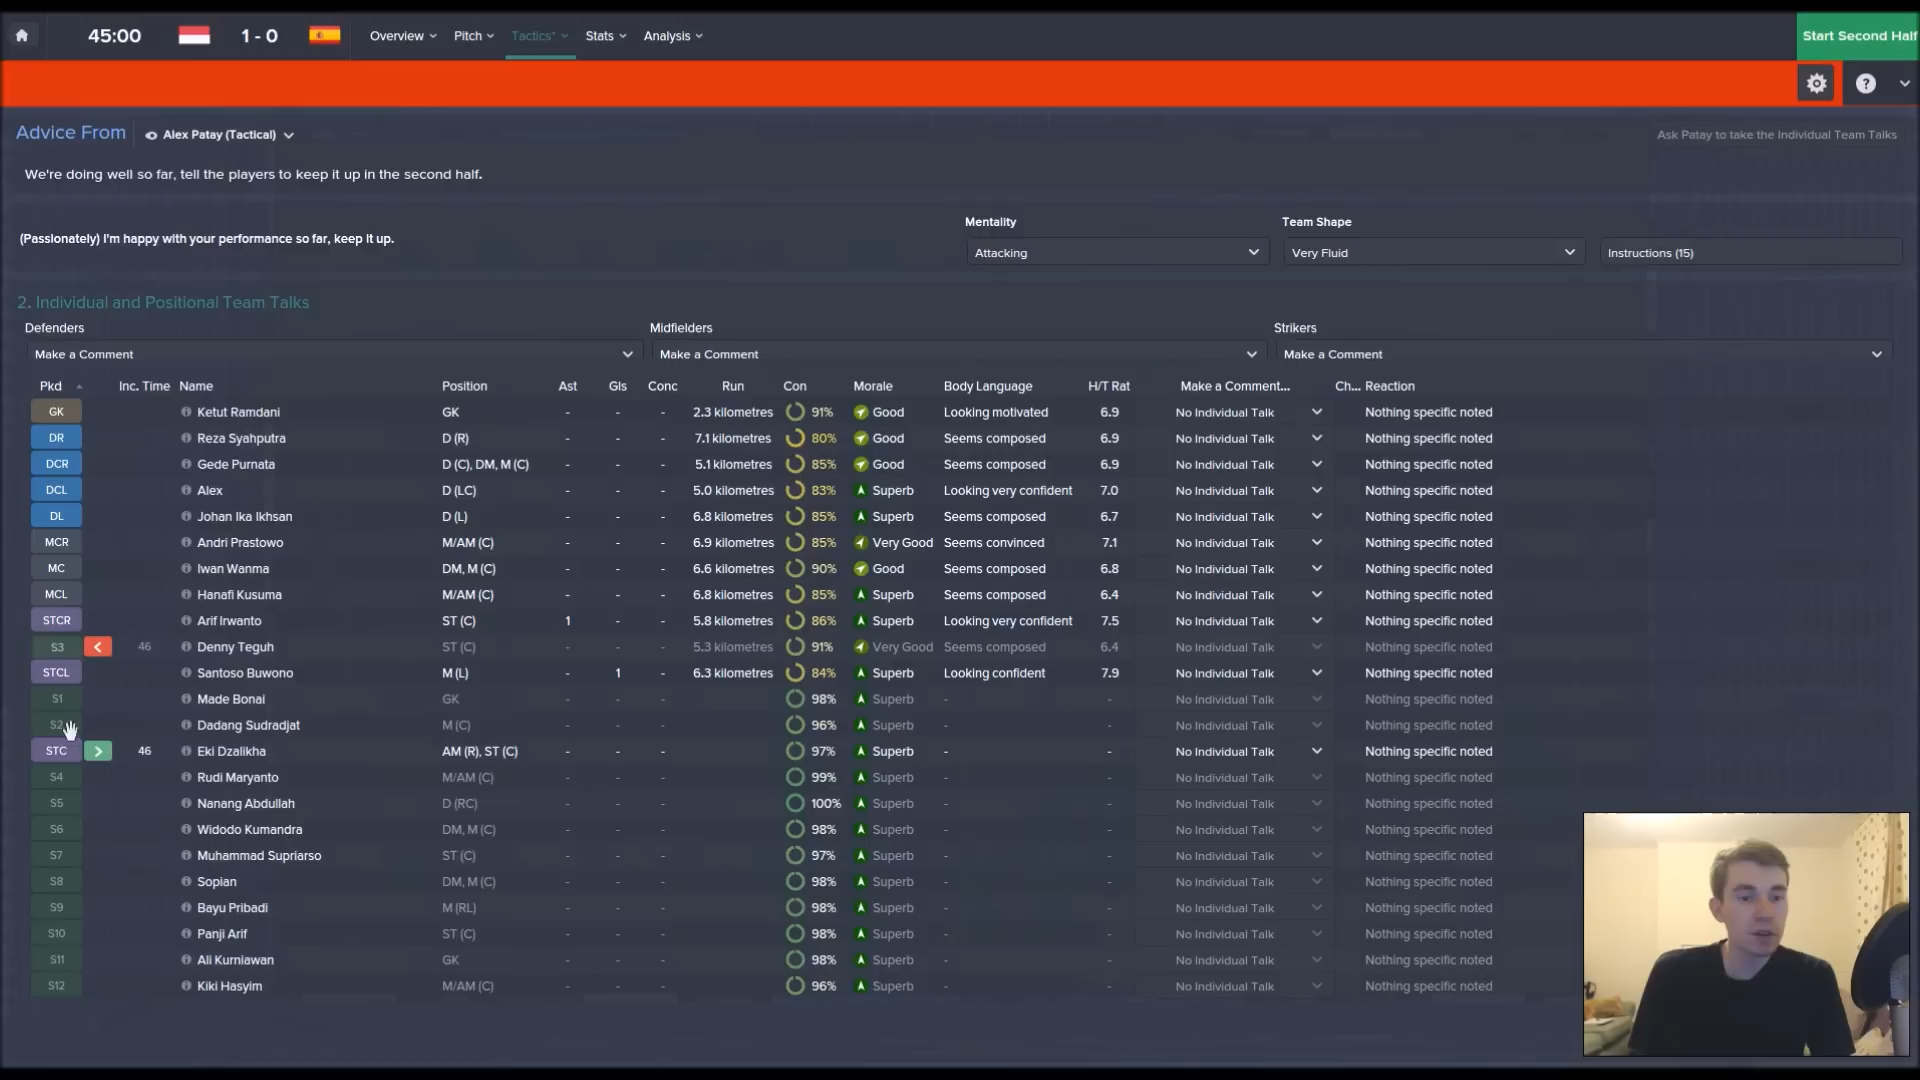 45:00 1 - 0 Overview Pitch Tactics* Stats Analysis Start Second Half
?
Advice From Alex Patay (Tactical) Ask Patay to take the Individual Team Talks
We're doing well so far, tell the players to keep it up in the second half.
Mentality Team Shape
(Passionately) I'm happy with your performance so far, keep it up.
Attacking Very Fluid Instructions (15)
2. Individual and Positional Team Talks
Defenders Midfielders Strikers
Make a Comment Make a Comment Make a Comment
Pkd Inc. Time Name Position Ast Gls Conc Run Con Morale Body Language H/T Rat Make a Comment... Ch... Reaction
GK Ketut Ramdani GK - - - 2.3 kilometres 91% Good Looking motivated 6.9 No Individual Talk Nothing specific noted
DR Reza Syahputra D (R) - - - 7.1 kilometres 80% Good Seems composed 6.9 No Individual Talk Nothing specific noted
DCR Gede Purnata D (C), DM, M (C) - - - 5.1 kilometres 85% Good Seems composed 6.9 No Individual Talk Nothing specific noted
DCL Alex D (LC) - - - 5.0 kilometres 83% Superb Looking very confident 7.0 No Individual Talk Nothing specific noted
DL Johan Ika Ikhsan D (L) - - - 6.8 kilometres 85% Superb Seems composed 6.7 No Individual Talk Nothing specific noted
MCR Andri Prastowo M/AM (C) - - - 6.9 kilometres 85% Very Good Seems convinced 7.1 No Individual Talk Nothing specific noted
MC Iwan Wanma DM, M (C) - - - 6.6 kilometres 90% Good Seems composed 6.8 No Individual Talk Nothing specific noted
MCL Hanafi Kusuma M/AM (C) - - - 6.8 kilometres 85% Superb Seems composed 6.4 No Individual Talk Nothing specific noted
STCR Arif Irwanto ST (C) 1 - - 5.8 kilometres 86% Superb Looking very confident 7.5 No Individual Talk Nothing specific noted
S3 46 Denny Teguh ST (C) - - - 5.3 kilometres 91% Very Good Seems composed 6.4 No Individual Talk Nothing specific noted
STCL Santoso Buwono M (L) - 1 - 6.3 kilometres 84% Superb Looking confident 7.9 No Individual Talk Nothing specific noted
S1 Made Bonai GK - - - 98% Superb - - No Individual Talk Nothing specific noted
S2 Dadang Sudradjat M (C) - - - 96% Superb - - No Individual Talk Nothing specific noted
STC 46 Eki Dzalikha AM (R), ST (C) - - - 97% Superb - - No Individual Talk Nothing specific noted
S4 Rudi Maryanto M/AM (C) - - - 99% Superb - - No Individual Talk Nothing specific noted
S5 Nanang Abdullah D (RC) - - - 100% Superb - - No Individual Talk Nothing specific noted
S6 Widodo Kumandra DM, M (C) - - - 98% Superb - - No Individual Talk Nothing specific noted
S7 Muhammad Supriarso ST (C) - - - 97% Superb - - No Individual Talk Nothing specific noted
S8 Sopian DM, M (C) - - - 98% Superb - - No Individual Talk Nothing specific noted
S9 Bayu Pribadi M (RL) - - - 98% Superb - - No Individual Talk Nothing specific noted
S10 Panji Arif ST (C) - - - 98% Superb - - No Individual Talk Nothing specific noted
S11 Ali Kurniawan GK - - - 98% Superb - - No Individual Talk Nothing specific noted
S12 Kiki Hasyim M/AM (C) - - - 96% Superb - - No Individual Talk Nothing specific noted